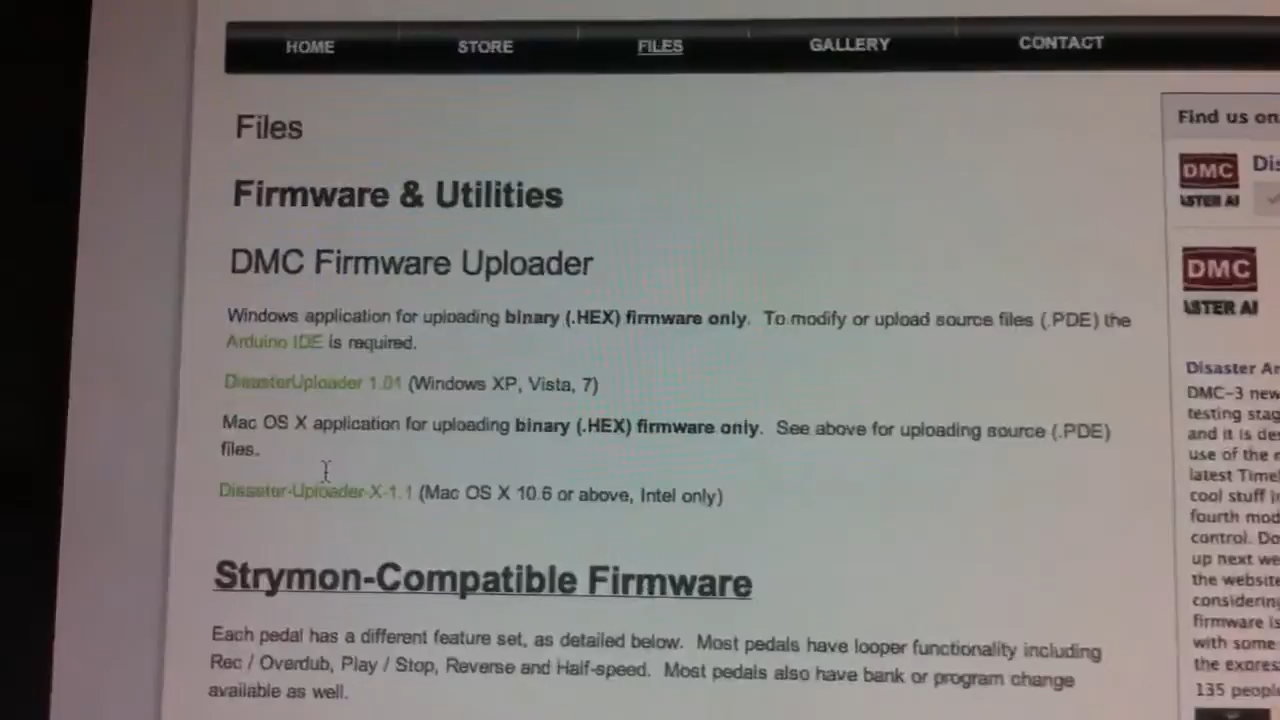 HOME STORE FILES GALLERY CONTACT
Files
Firmware & Utilities
DMC Firmware Uploader
Windows application for uploading binary (.HEX) firmware only. To modify or upload source files (.PDE) the
Arduino IDE is required.
DisasterUploader 1.01 (Windows XP, Vista, 7)
Mac OS X application for uploading binary (.HEX) firmware only. See above for uploading source (.PDE)
files.
Disaster-Uploader-X-1.1 (Mac OS X 10.6 or above, Intel only)
Strymon-Compatible Firmware
Each pedal has a different feature set, as detailed below. Most pedals have looper functionality including
Rec / Overdub, Play / Stop, Reverse and Half-speed. Most pedals also have bank or program change
available as well.
Find us on
DMC
Dis
ASTER AI
DMC
ASTER AI
Disaster Ar
DMC-3 new
testing stag
and it is de
use of the
latest Time
cool stuff
fourth mod
control. Do
up next we
the website
considering
firmware is
with some
the expres
135 people